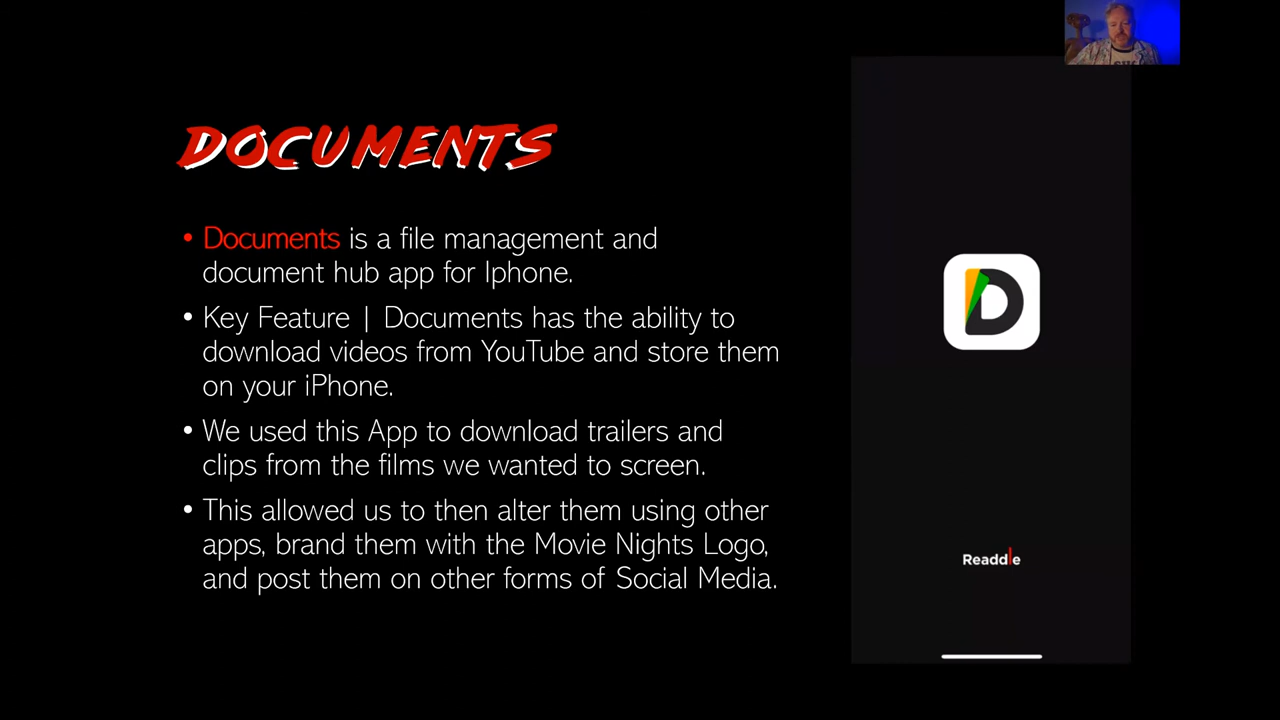 DOCUMENTS
• Documents is a file management and
document hub app for Iphone.
• Key Feature | Documents has the ability to
download videos from YouTube and store them
on your iPhone.
• We used this App to download trailers and
clips from the films we wanted to screen.
• This allowed us to then alter them using other
apps, brand them with the Movie Nights Logo,
and post them on other forms of Social Media.
D
Readdle